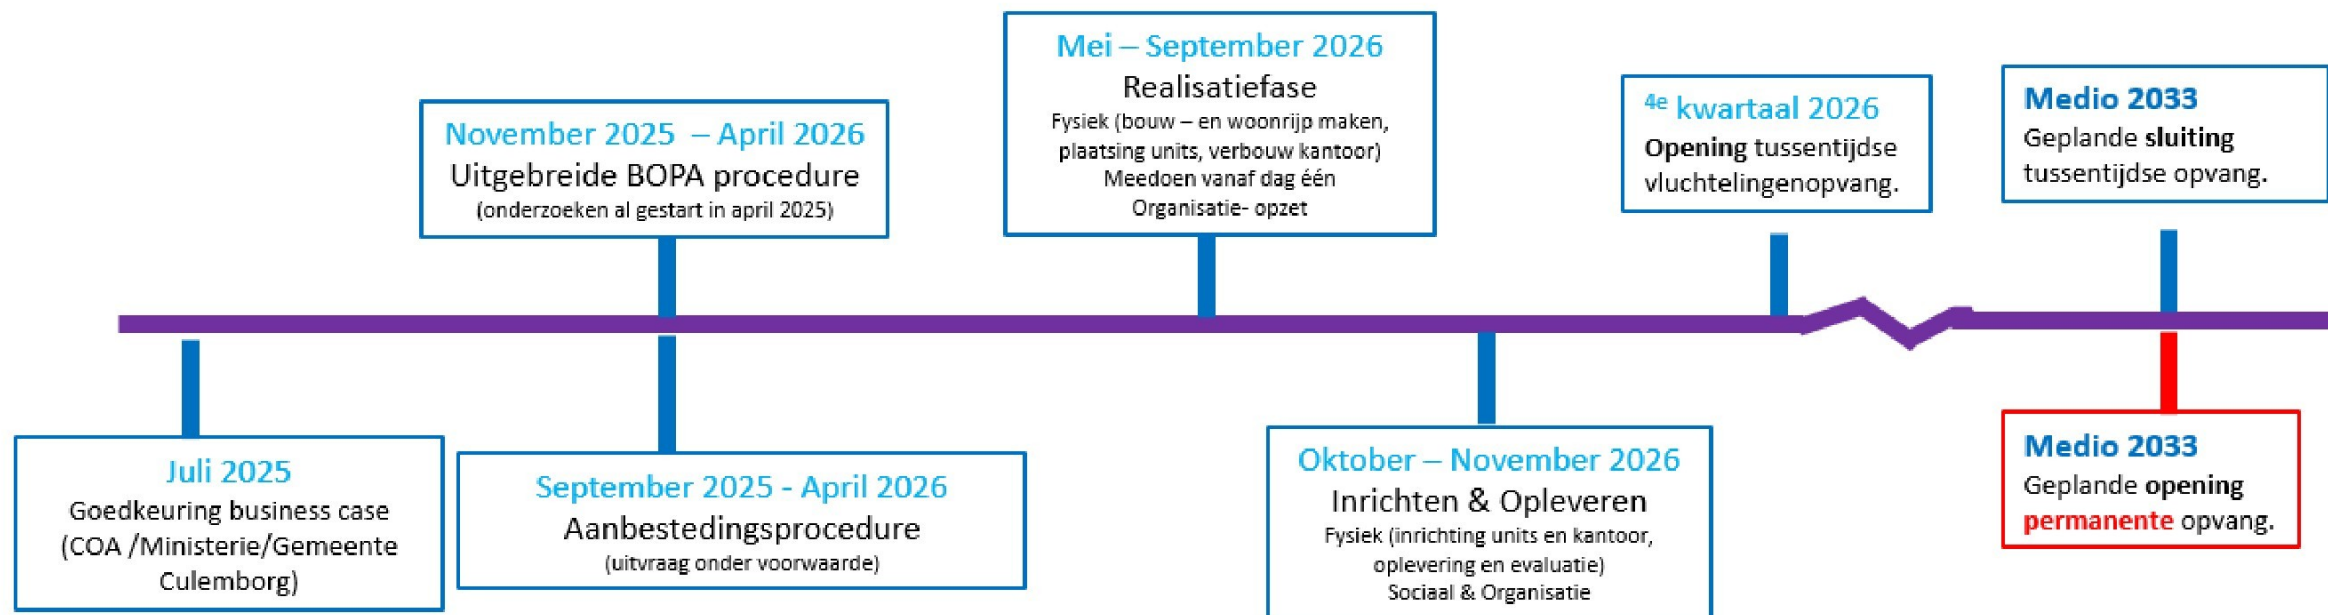 Juli 2025
Goedkeuring business case
(COA /Ministerie/Gemeente
Culemborg)
November 2025 – April 2026
Uitgebreide BOPA procedure
(onderzoeken al gestart in april 2025)
September 2025 - April 2026
Aanbestedingsprocedure
(uitvraag onder voorwaarde)
Mei – September 2026
Realisatiefase
Fysiek (bouw – en woonrijp maken,
plaatsing units, verbouw kantoor)
Meedoen vanaf dag één
Organisatie- opzet
Oktober – November 2026
Inrichten & Opleveren
Fysiek (inrichting units en kantoor,
oplevering en evaluatie)
Sociaal & Organisatie
4e kwartaal 2026
Opening tussentijdse
vluchtelingenopvang.
Medio 2033
Geplande sluiting
tussentijdse opvang.
Medio 2033
Geplande opening
permanente opvang.